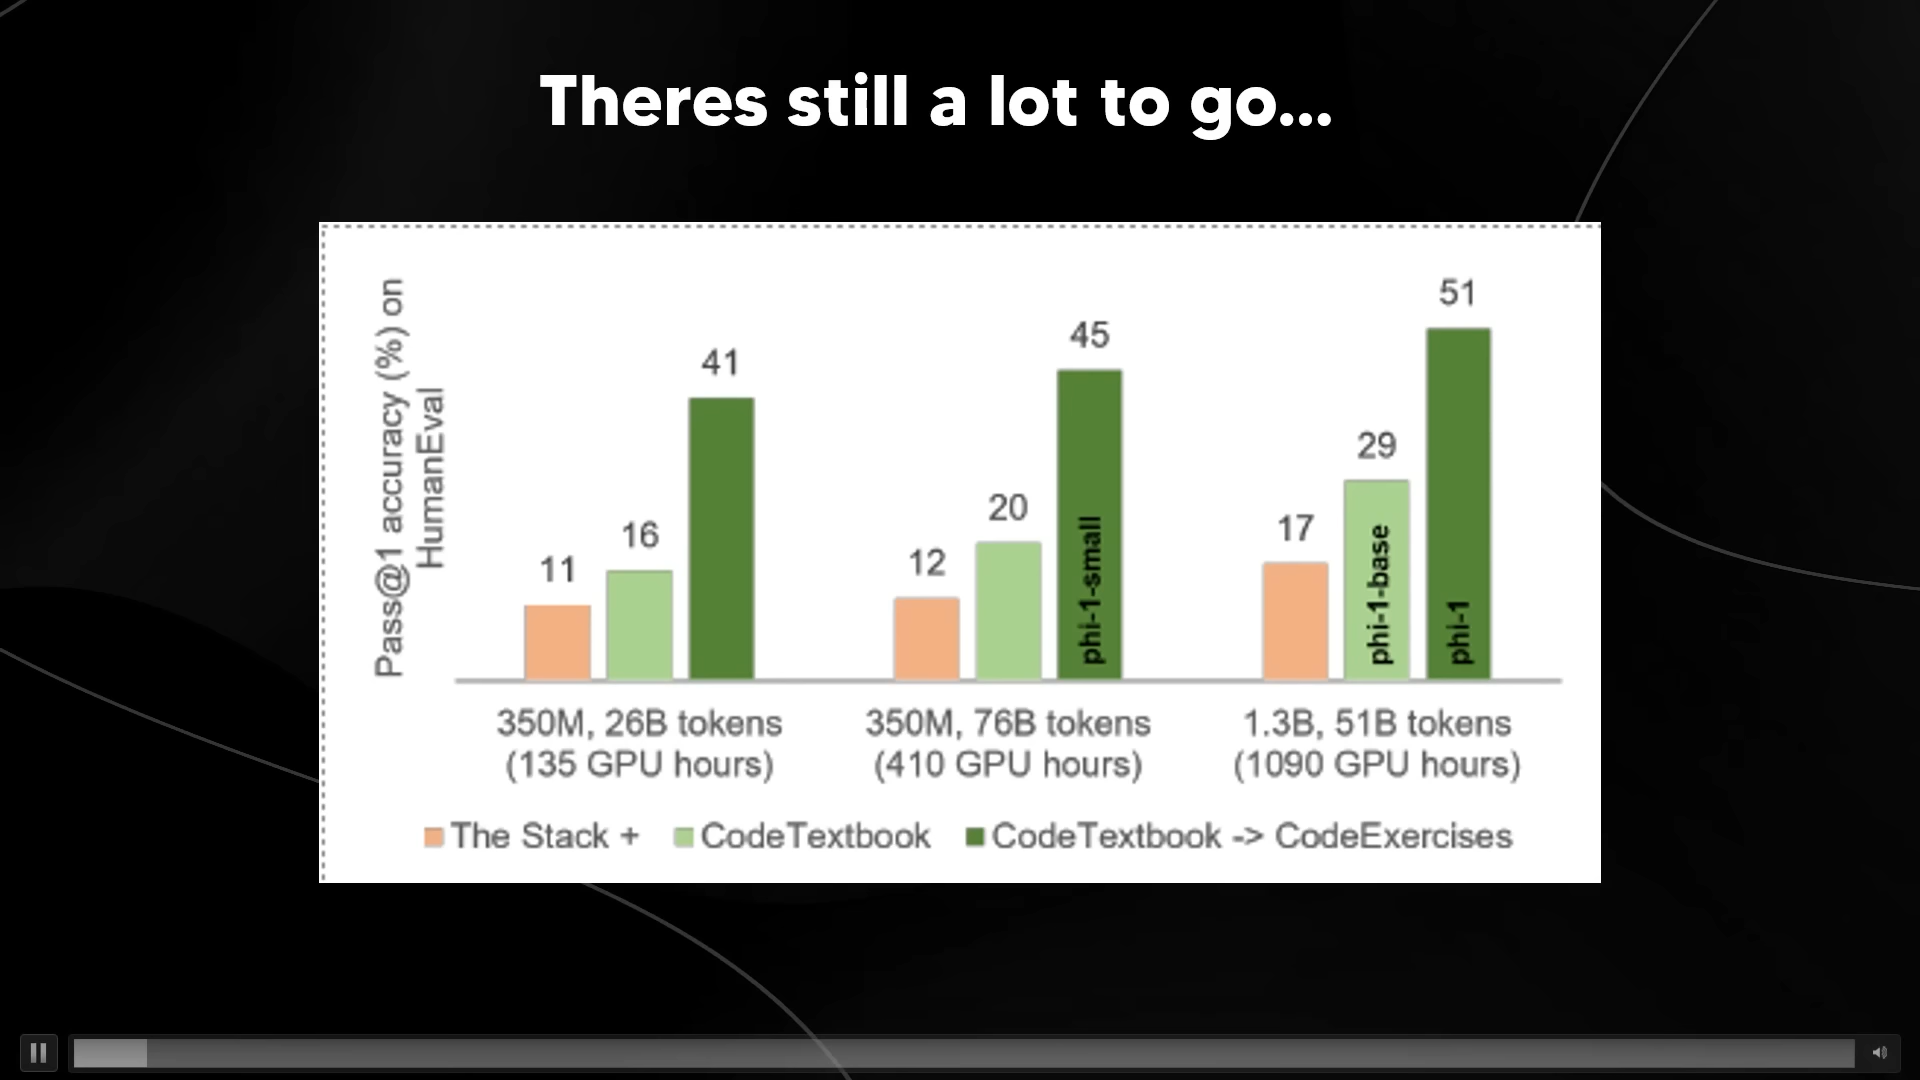 Theres still a lot to go...
Pass@1 accuracy (%) on
HumanEval
11
16
41
12
20
45
phi-1-small
17
29
phi-1-base
51
phi-1
350M, 26B tokens
(135 GPU hours)
350M, 76B tokens
(410 GPU hours)
1.3B, 51B tokens
(1090 GPU hours)
The Stack +
CodeTextbook
CodeTextbook -> CodeExercises